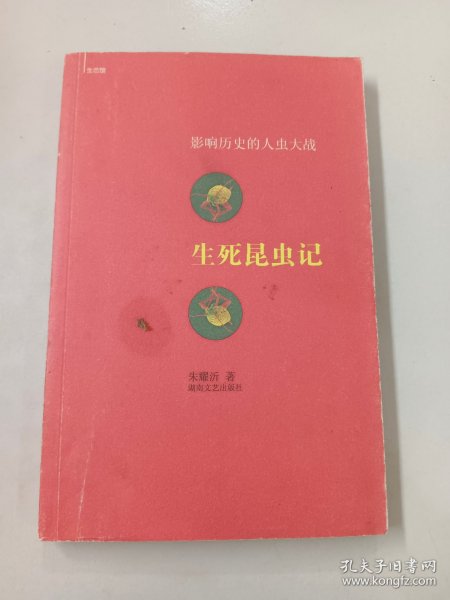 生态馆
影响历史的人虫大战
生死昆虫记
朱耀沂 著
湖南文艺出版社
孔夫子旧书网
www.kongfz.com